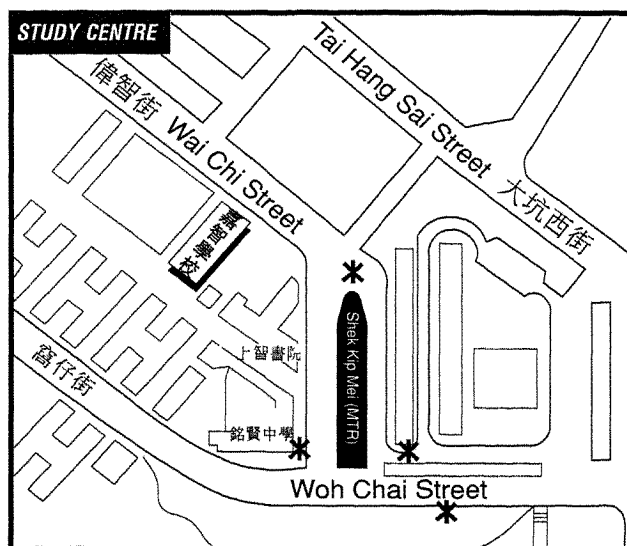 STUDY CENTRE
Tai Hang Sai Street
大坑西街
偉智街
Wai Chi Street
嘉智學校
上智書院
Shek Kip Mei (MTR)
窩仔街
銘賢中學
Woh Chai Street